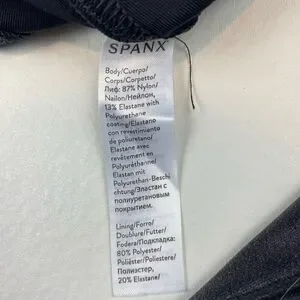 SPANX
Body/Cuerpo/
Corps/Corpetto/
Лиф: 87% Nylon/
Nailon/Нейлон,
13% Elastane with
Polyurethane
coating/Elastano
con revestimiento
de poliuretano/
Elastane avec
revêtement en
Polyuréthane/
Elastan mit
Polyurethan-Beschi
chtung/Эластан с
полиуретановым
покрытием.
Lining/Forro/
Doublure/Futter/
Fodera/Подкладка:
80% Polyester/
Poliéster/Poliestere/
Полиэстер,
20% Elastane/